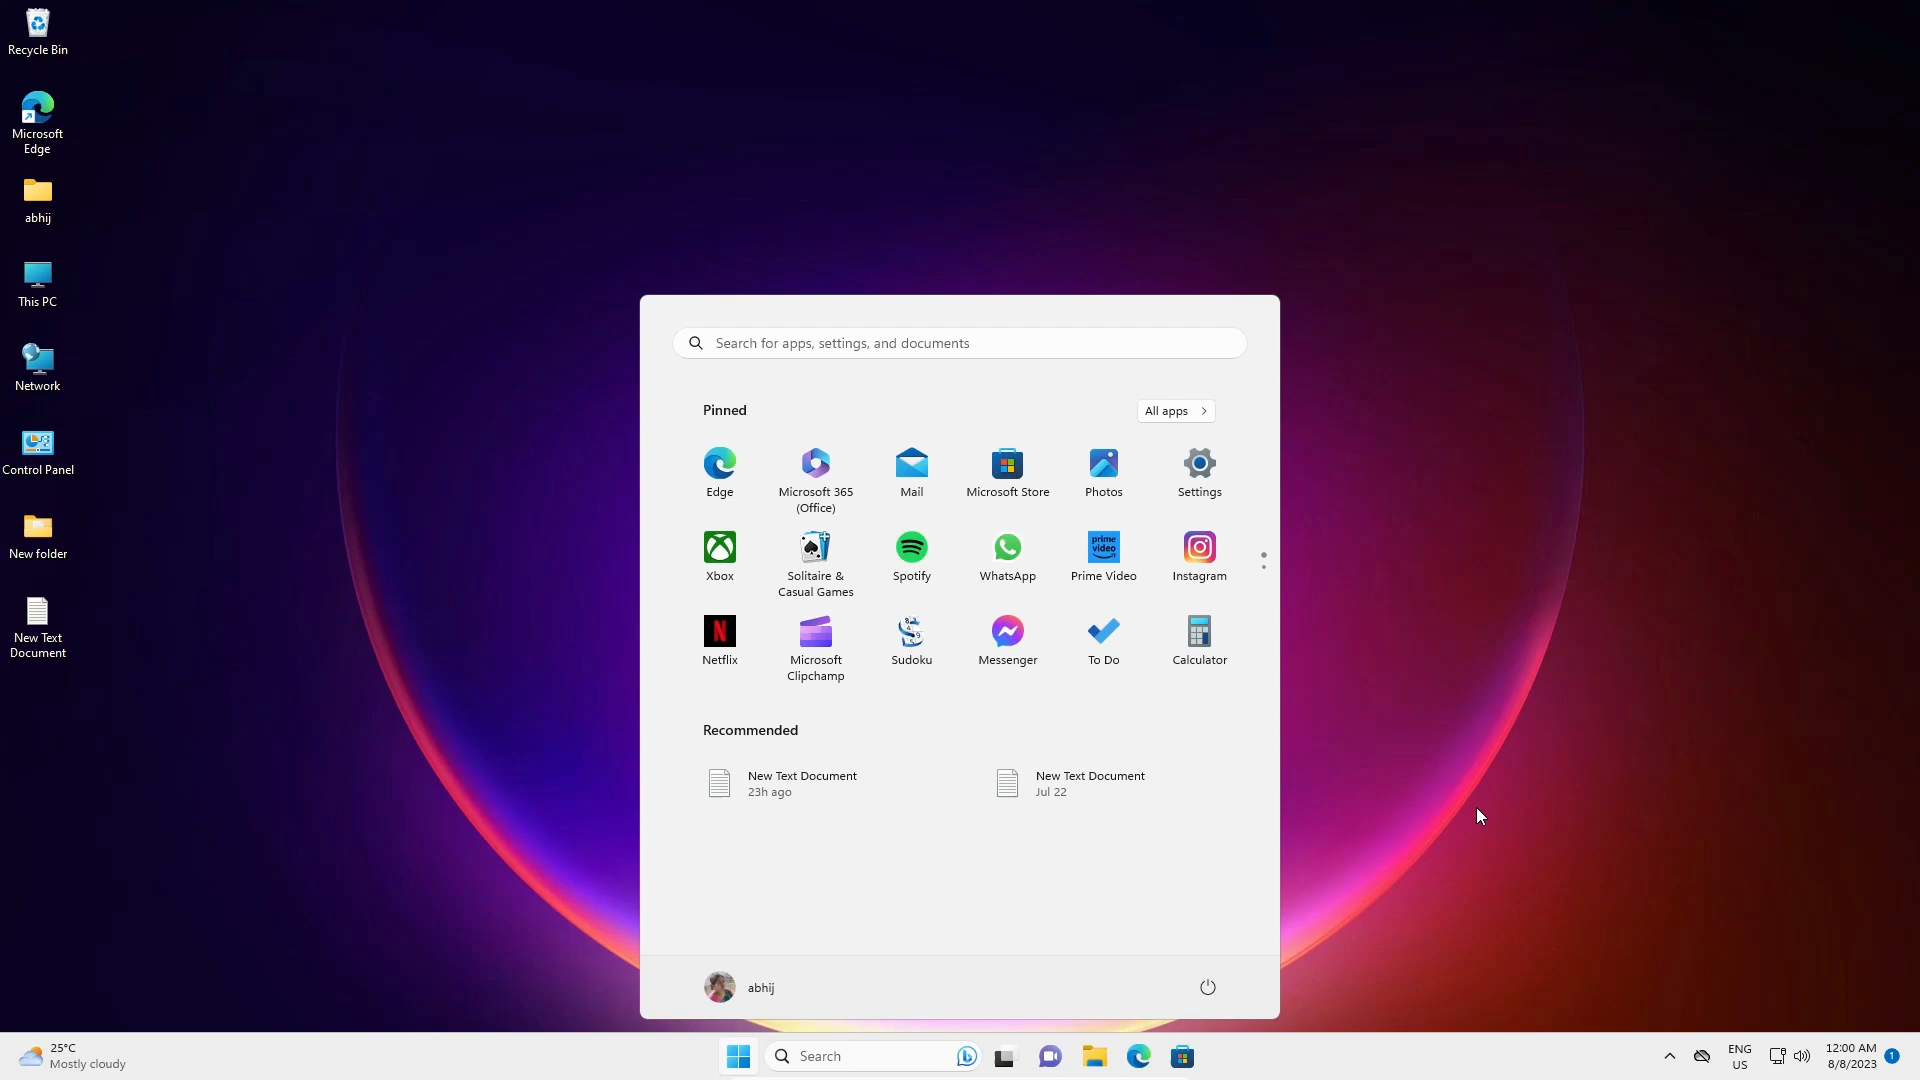 Recycle Bin
Microsoft
Edge
abhij
This PC
Network
Control Panel
New folder
New Text
Document
Search for apps, settings, and documents
Pinned
All apps
Edge
Microsoft 365
(Office)
Mail
Microsoft Store
Photos
Settings
Xbox
Solitaire &
Casual Games
Spotify
WhatsApp
prime
video
Prime Video
Instagram
Netflix
Microsoft
Clipchamp
Sudoku
Messenger
To Do
Calculator
Recommended
New Text Document
23h ago
New Text Document
Jul 22
abhij
25°C
Mostly cloudy
Search
ENG
US
12:00 AM
8/8/2023
1